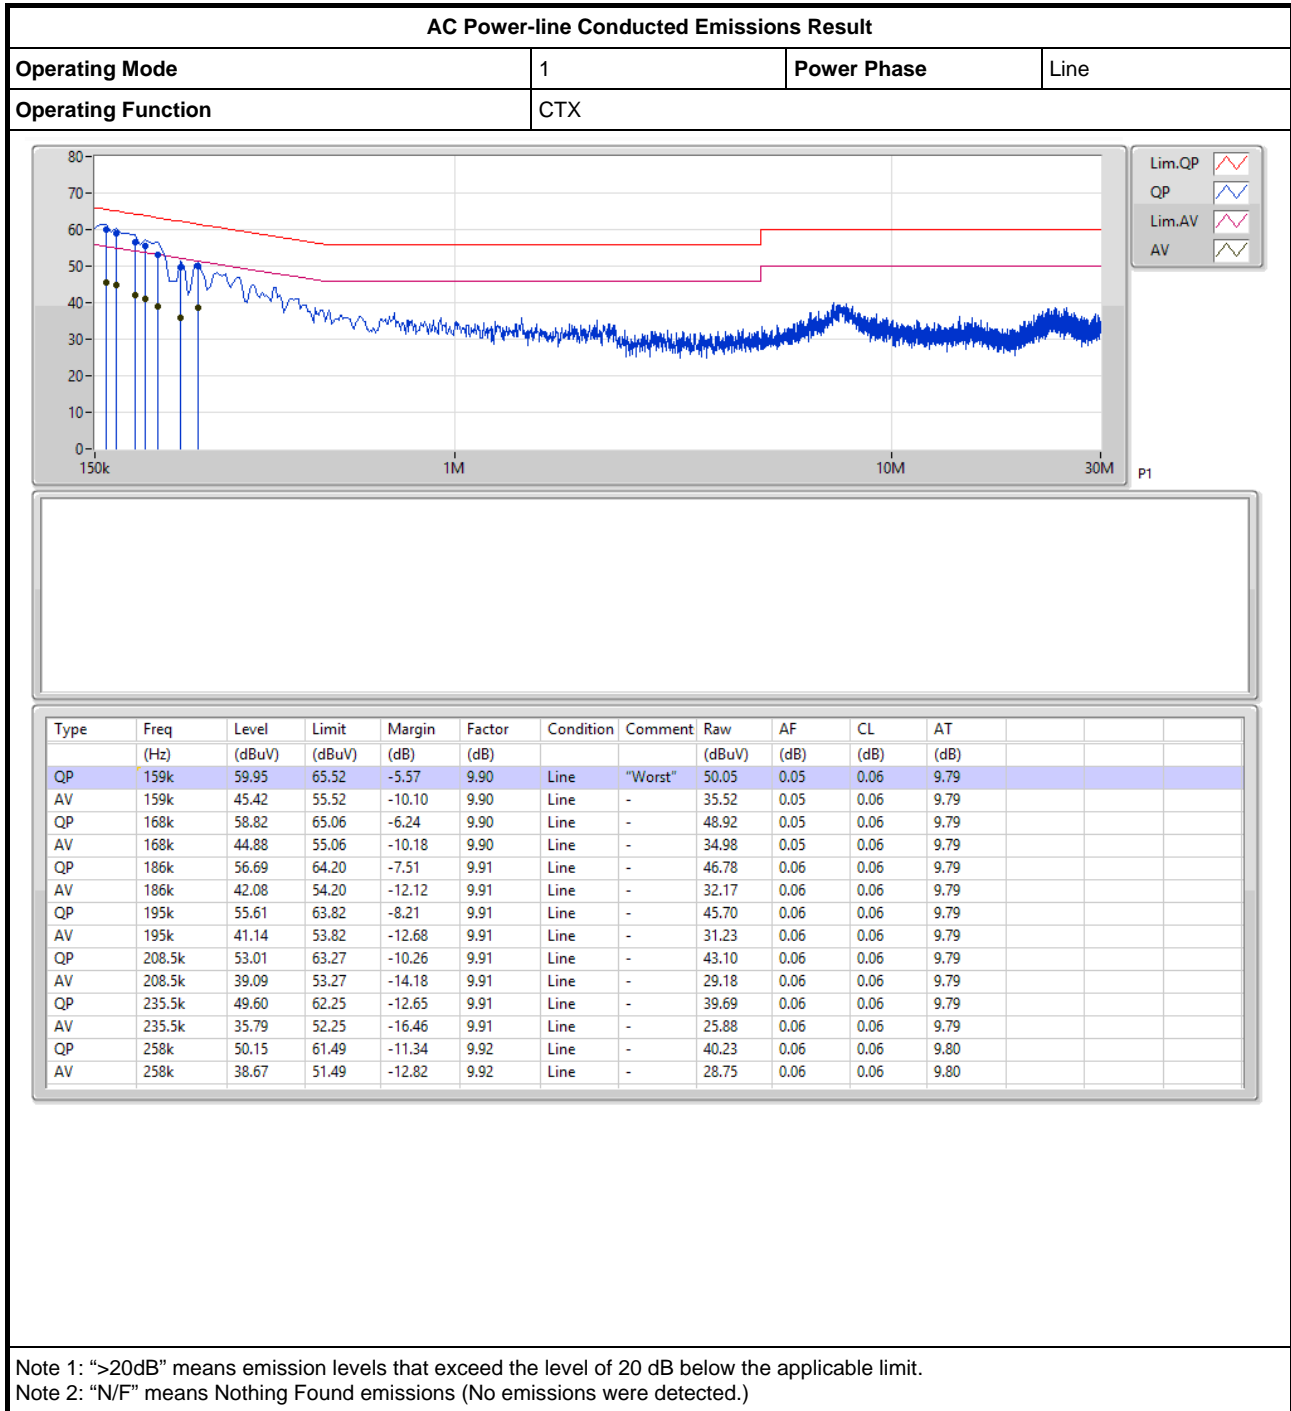 AC Power-line Conducted Emissions Result
Operating Mode 1 Power Phase Line
Operating Function CTX
80
70
60
50
40
30
20
10
0
150k 1M 10M 30M
P1
Lim.QP
QP
Lim.AV
AV
Type Freq Level Limit Margin Factor Condition Comment Raw AF CL AT
(Hz) (dBuV) (dBuV) (dB) (dB) (dBuV) (dB) (dB) (dB)
QP 159k 59.95 65.52 -5.57 9.90 Line "Worst" 50.05 0.05 0.06 9.79
AV 159k 45.42 55.52 -10.10 9.90 Line - 35.52 0.05 0.06 9.79
QP 168k 58.82 65.06 -6.24 9.90 Line - 48.92 0.05 0.06 9.79
AV 168k 44.88 55.06 -10.18 9.90 Line - 34.98 0.05 0.06 9.79
QP 186k 56.69 64.20 -7.51 9.91 Line - 46.78 0.06 0.06 9.79
AV 186k 42.08 54.20 -12.12 9.91 Line - 32.17 0.06 0.06 9.79
QP 195k 55.61 63.82 -8.21 9.91 Line - 45.70 0.06 0.06 9.79
AV 195k 41.14 53.82 -12.68 9.91 Line - 31.23 0.06 0.06 9.79
QP 208.5k 53.01 63.27 -10.26 9.91 Line - 43.10 0.06 0.06 9.79
AV 208.5k 39.09 53.27 -14.18 9.91 Line - 29.18 0.06 0.06 9.79
QP 235.5k 49.60 62.25 -12.65 9.91 Line - 39.69 0.06 0.06 9.79
AV 235.5k 35.79 52.25 -16.46 9.91 Line - 25.88 0.06 0.06 9.79
QP 258k 50.15 61.49 -11.34 9.92 Line - 40.23 0.06 0.06 9.80
AV 258k 38.67 51.49 -12.82 9.92 Line - 28.75 0.06 0.06 9.80
Note 1: “>20dB” means emission levels that exceed the level of 20 dB below the applicable limit.
Note 2: “N/F” means Nothing Found emissions (No emissions were detected.)